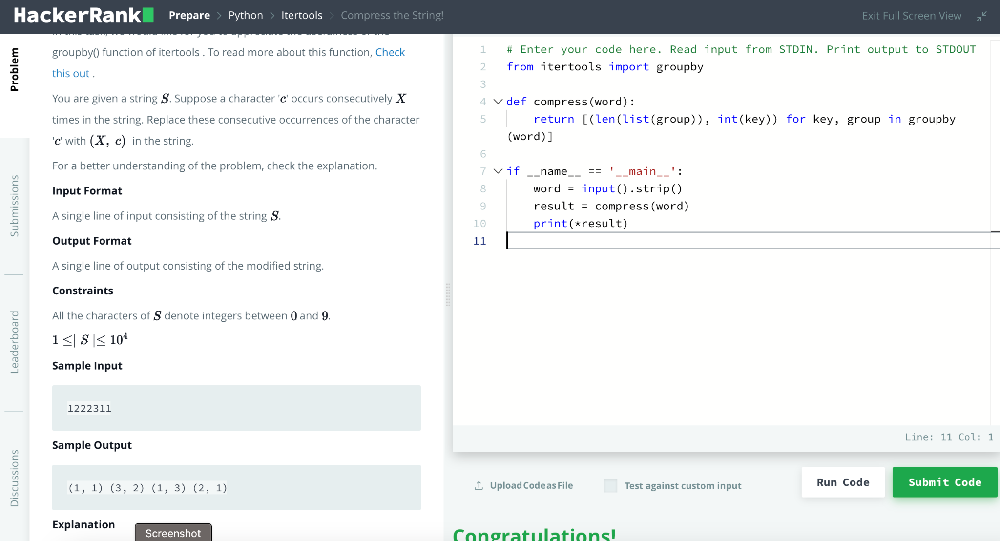 HackerRank
Prepare > Python > Itertools > Compress the String!
Exit Full Screen View
Problem
Submissions
Leaderboard
Discussions
groupby() function of itertools . To read more about this function, Check
this out .
You are given a string S. Suppose a character 'c' occurs consecutively X
times in the string. Replace these consecutive occurrences of the character
'c' with (X, c) in the string.
For a better understanding of the problem, check the explanation.
Input Format
A single line of input consisting of the string S.
Output Format
A single line of output consisting of the modified string.
Constraints
All the characters of S denote integers between 0 and 9.
1 ≤| S |≤ 10⁴
Sample Input
1222311
Sample Output
(1, 1) (3, 2) (1, 3) (2, 1)
Explanation
Screenshot
1 # Enter your code here. Read input from STDIN. Print output to STDOUT
2 from itertools import groupby
3
4 def compress(word):
5     return [(len(list(group)), int(key)) for key, group in groupby
(word)]
6
7 if __name__ == '__main__':
8     word = input().strip()
9     result = compress(word)
10     print(*result)
11
Line: 11 Col: 1
Upload Code as File
Test against custom input
Run Code
Submit Code
Congratulations!